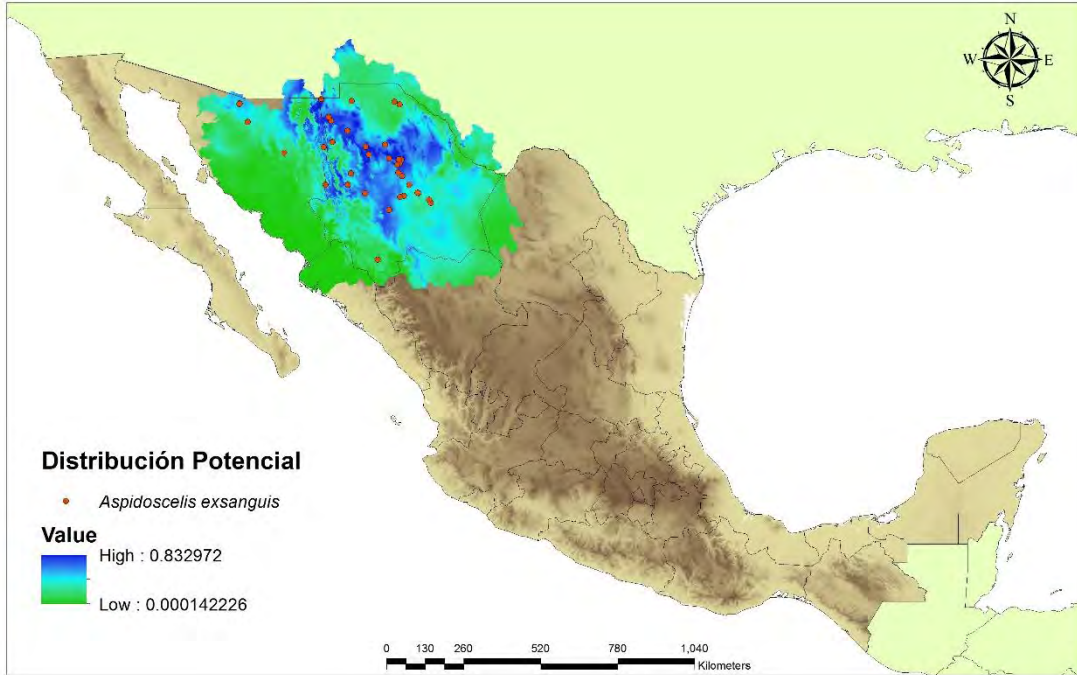 N
W E
S
Distribución Potencial
Aspidoscelis exsanguis
Value
High : 0.832972
Low : 0.000142226
0 130 260 520 780 1,040
Kilometers